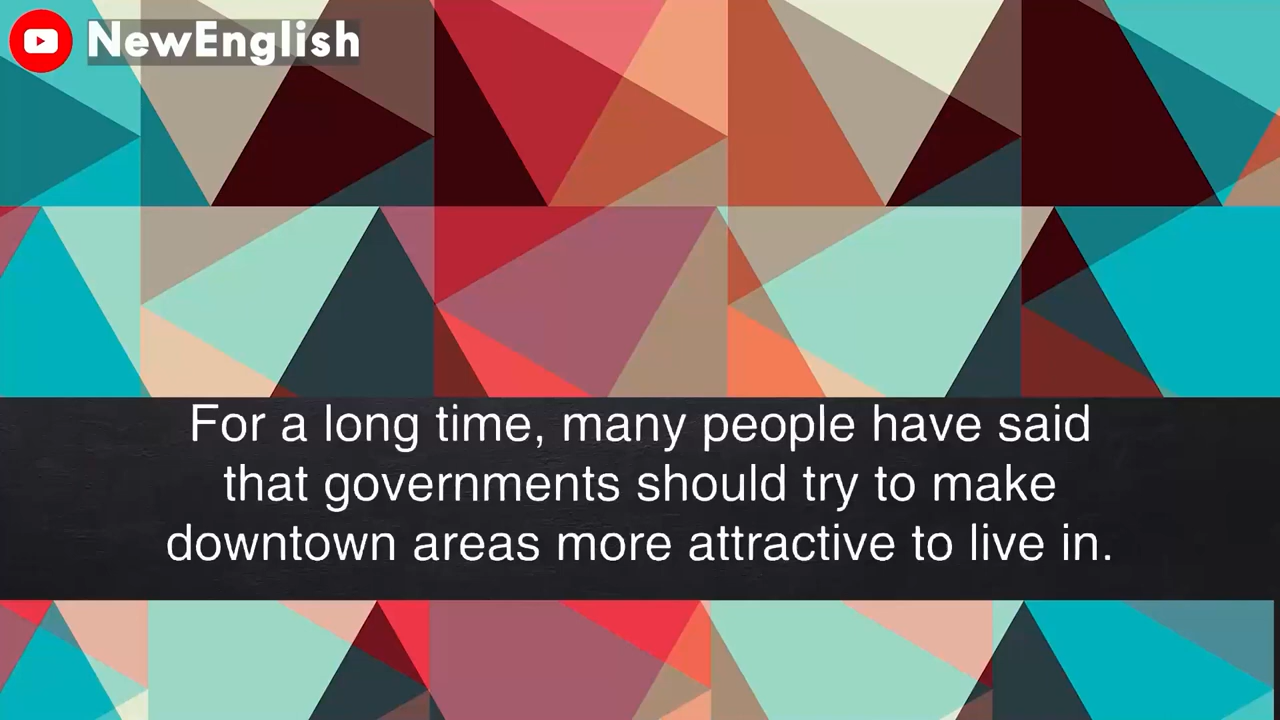 NewEnglish
For a long time, many people have said
that governments should try to make
downtown areas more attractive to live in.